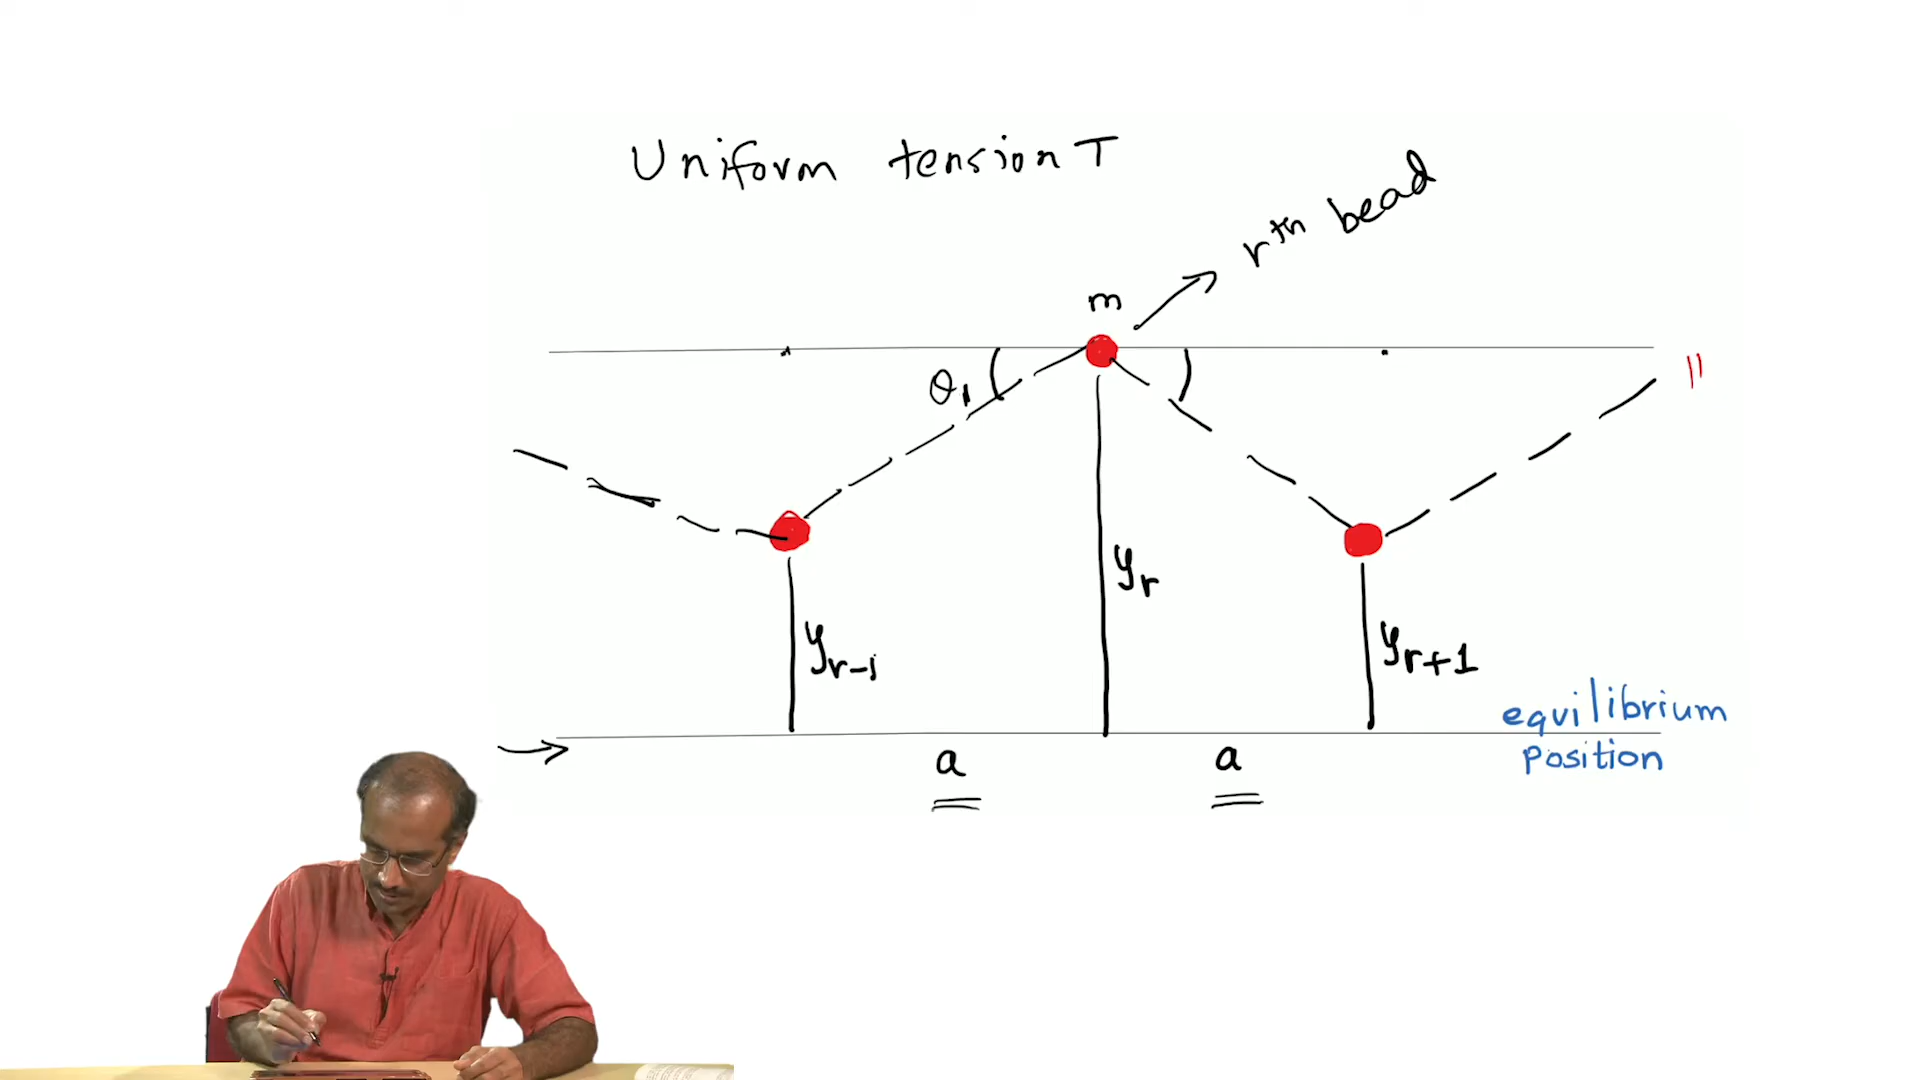 Uniform tension T
rth bead
m
θ1
yr
yr-1
yr+1
equilibrium
position
a
a